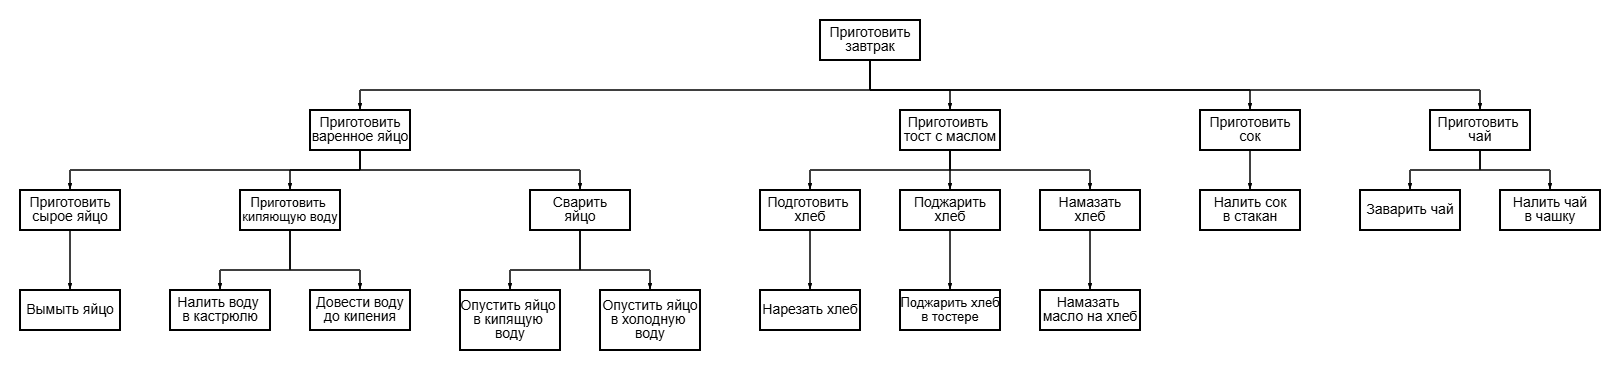 Приготовить
завтрак
Приготовить
варенное яйцо
Приготоивть
тост с маслом
Приготовить
сок
Приготовить
чай
Приготовить
сырое яйцо
Приготовить
кипяющую воду
Сварить
яйцо
Подготовить
хлеб
Поджарить
хлеб
Намазать
хлеб
Налить сок
в стакан
Заварить чай
Налить чай
в чашку
Вымыть яйцо
Налить воду
в кастрюлю
Довести воду
до кипения
Опустить яйцо
в кипящую
воду
Опустить яйцо
в холодную
воду
Нарезать хлеб
Поджарить хлеб
в тостере
Намазать
масло на хлеб